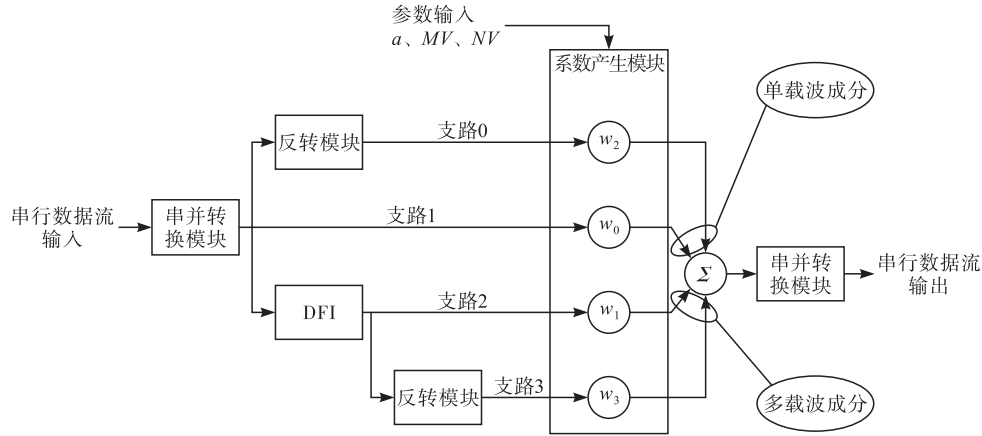 参数输入
a、MV、NV
系数产生模块
单载波成分
支路0
反转模块
w2
串行数据流
输入
串并转
换模块
支路1
w0
Σ
串并转
换模块
串行数据流
输出
DFI
支路2
w1
反转模块
支路3
w3
多载波成分